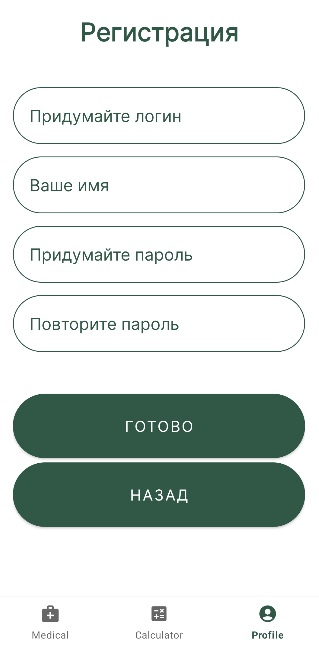 Регистрация
Придумайте логин
Ваше имя
Придумайте пароль
Повторите пароль
ГОТОВО
НАЗАД
Medical
Calculator
Profile